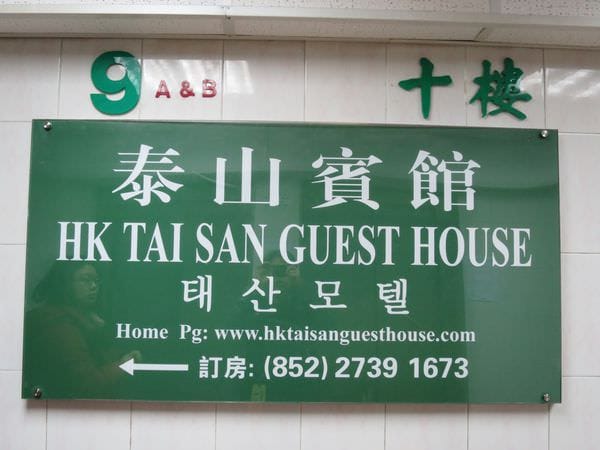 9 A & B 十樓
泰山賓館
HK TAI SAN GUEST HOUSE
태산모텔
Home Pg: www.hktaisanguesthouse.com
訂房: (852) 2739 1673